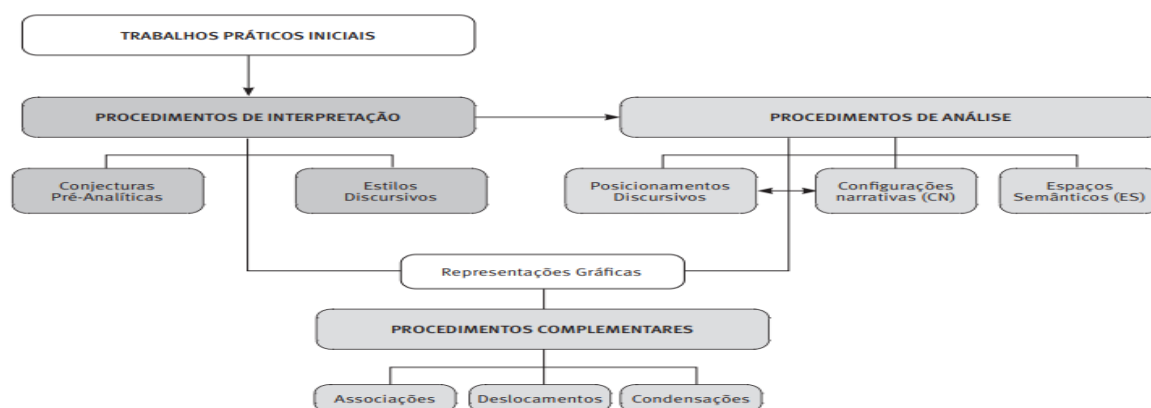 TRABALHOS PRÁTICOS INICIAIS
PROCEDIMENTOS DE INTERPRETAÇÃO
PROCEDIMENTOS DE ANÁLISE
Conjecturas
Pré-Analíticas
Estilos
Discursivos
Posicionamentos
Discursivos
Configurações
narrativas (CN)
Espaços
Semânticos (ES)
Representações Gráficas
PROCEDIMENTOS COMPLEMENTARES
Associações
Deslocamentos
Condensações